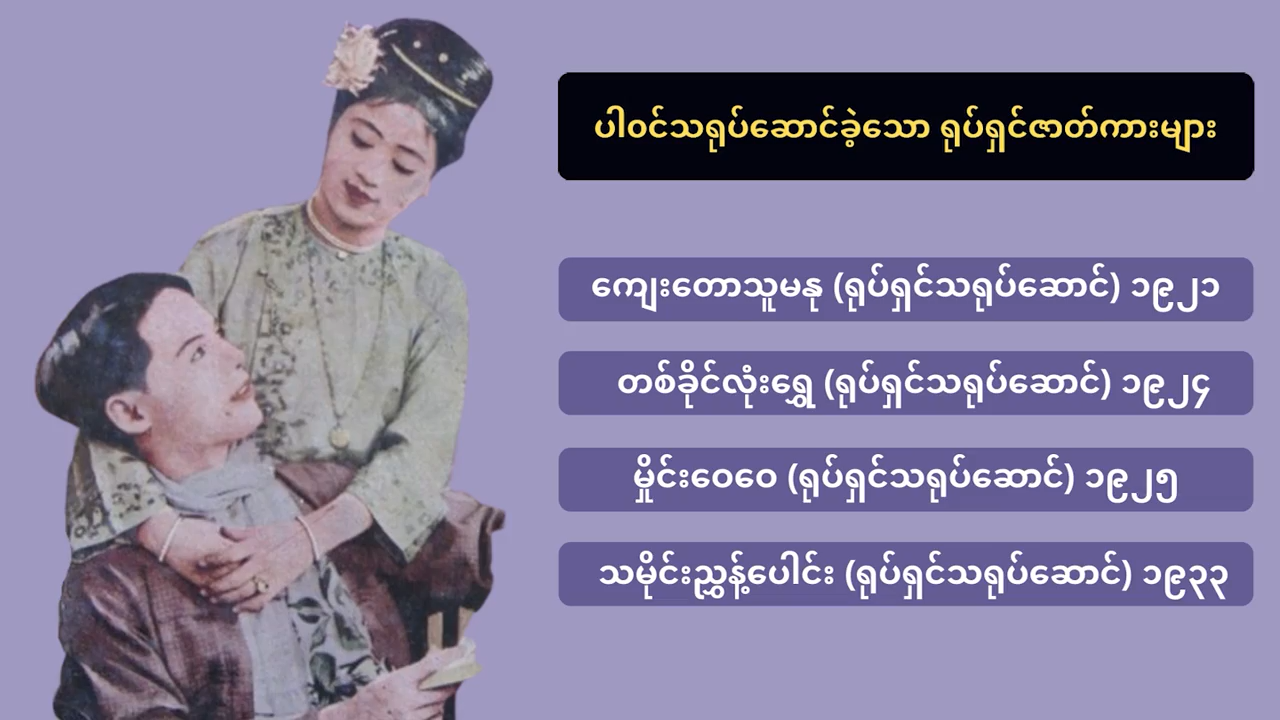 ပါဝင်သရုပ်ဆောင်ခဲ့သော ရုပ်ရှင်ဇာတ်ကားများ
ကျေးတောသူမနု (ရုပ်ရှင်သရုပ်ဆောင်) ၁၉၂၁
တစ်ခိုင်လုံးရွှေ (ရုပ်ရှင်သရုပ်ဆောင်) ၁၉၂၄
မှိုင်းဝေဝေ (ရုပ်ရှင်သရုပ်ဆောင်) ၁၉၂၅
သမိုင်းညွှန့်ပေါင်း (ရုပ်ရှင်သရုပ်ဆောင်) ၁၉၃၃